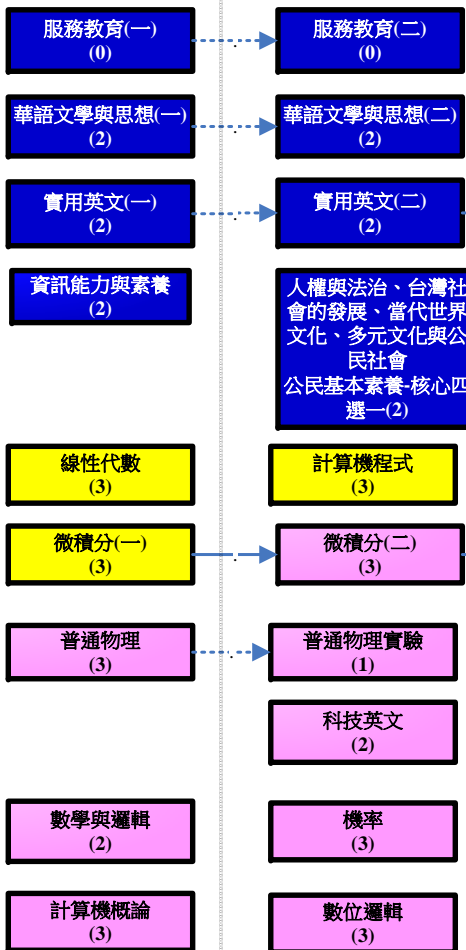 服務教育(一)
(0)
服務教育(二)
(0)
華語文學與思想(一)
(2)
華語文學與思想(二)
(2)
實用英文(一)
(2)
實用英文(二)
(2)
資訊能力與素養
(2)
人權與法治、台灣社
會的發展、當代世界
文化、多元文化與公
民社會
公民基本素養-核心四
選一(2)
線性代數
(3)
計算機程式
(3)
微積分(一)
(3)
微積分(二)
(3)
普通物理
(3)
普通物理實驗
(1)
科技英文
(2)
數學與邏輯
(2)
機率
(3)
計算機概論
(3)
數位邏輯
(3)